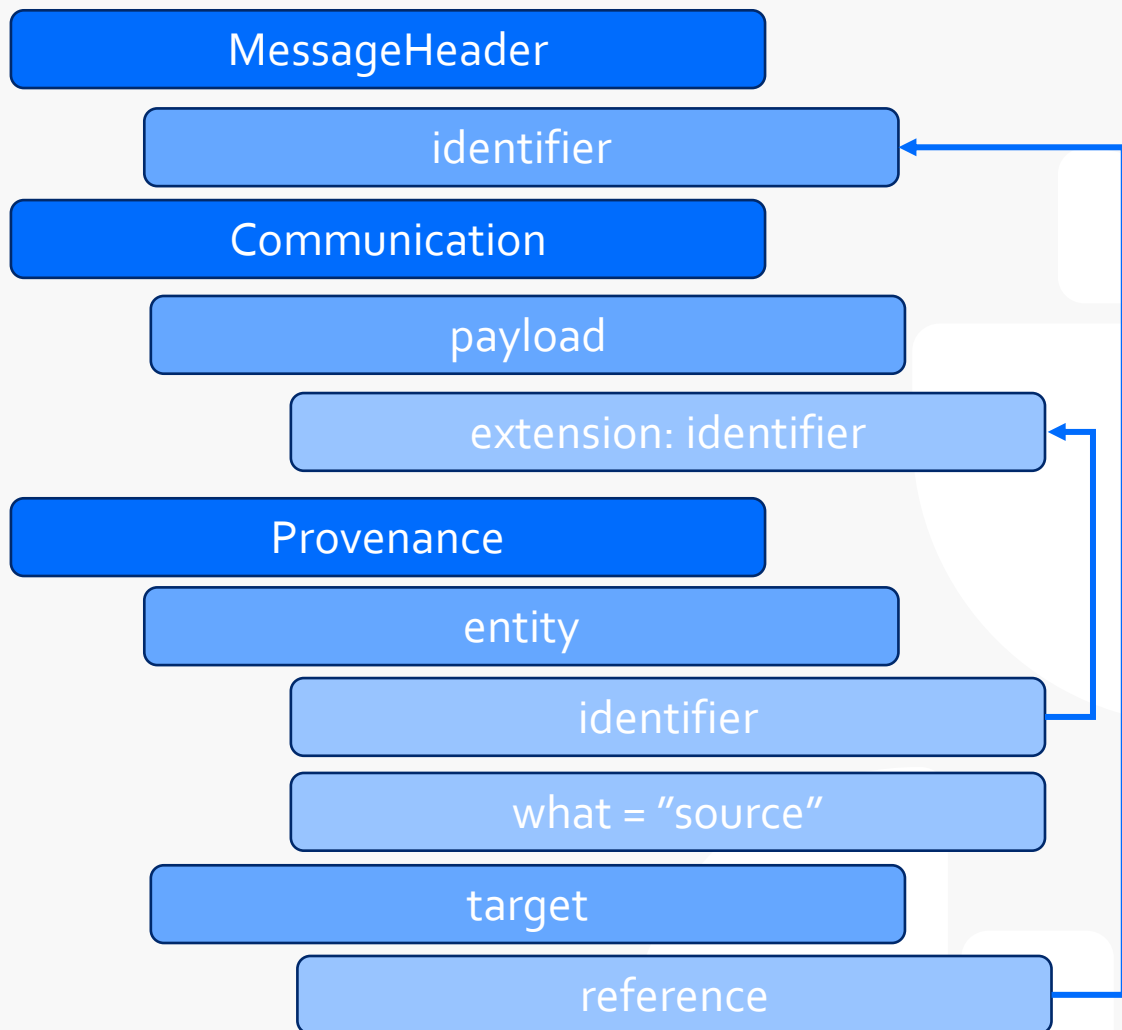 MessageHeader
identifier
Communication
payload
extension: identifier
Provenance
entity
identifier
what = ”source”
target
reference